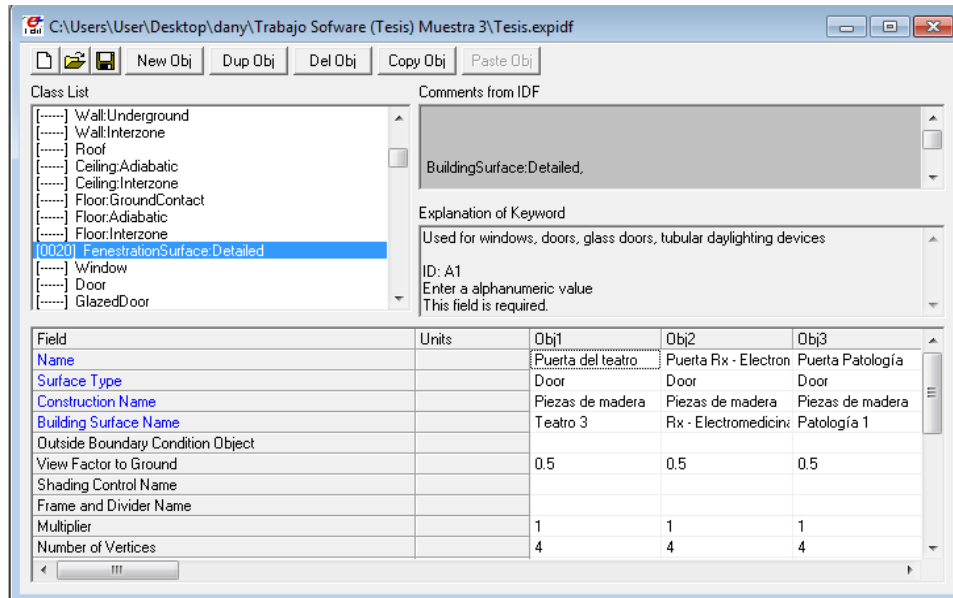 C:\Users\User\Desktop\dany\Trabajo Sofware (Tesis) Muestra 3\Tesis.expidf
New Obj Dup Obj Del Obj Copy Obj Paste Obj
Class List
[------] Wall:Underground
[------] Wall:Interzone
[------] Roof
[------] Ceiling:Adiabatic
[------] Ceiling:Interzone
[------] Floor:GroundContact
[------] Floor:Adiabatic
[------] Floor:Interzone
[0020] FenestrationSurface:Detailed
[------] Window
[------] Door
[------] GlazedDoor
Comments from IDF
BuildingSurface:Detailed,
Explanation of Keyword
Used for windows, doors, glass doors, tubular daylighting devices
ID: A1
Enter a alphanumeric value
This field is required.
Field Units Obj1 Obj2 Obj3
Name Puerta del teatro Puerta Rx - Electron Puerta Patología
Surface Type Door Door Door
Construction Name Piezas de madera Piezas de madera Piezas de madera
Building Surface Name Teatro 3 Rx - Electromedicina Patología 1
Outside Boundary Condition Object
View Factor to Ground 0.5 0.5 0.5
Shading Control Name
Frame and Divider Name
Multiplier 1 1 1
Number of Vertices 4 4 4